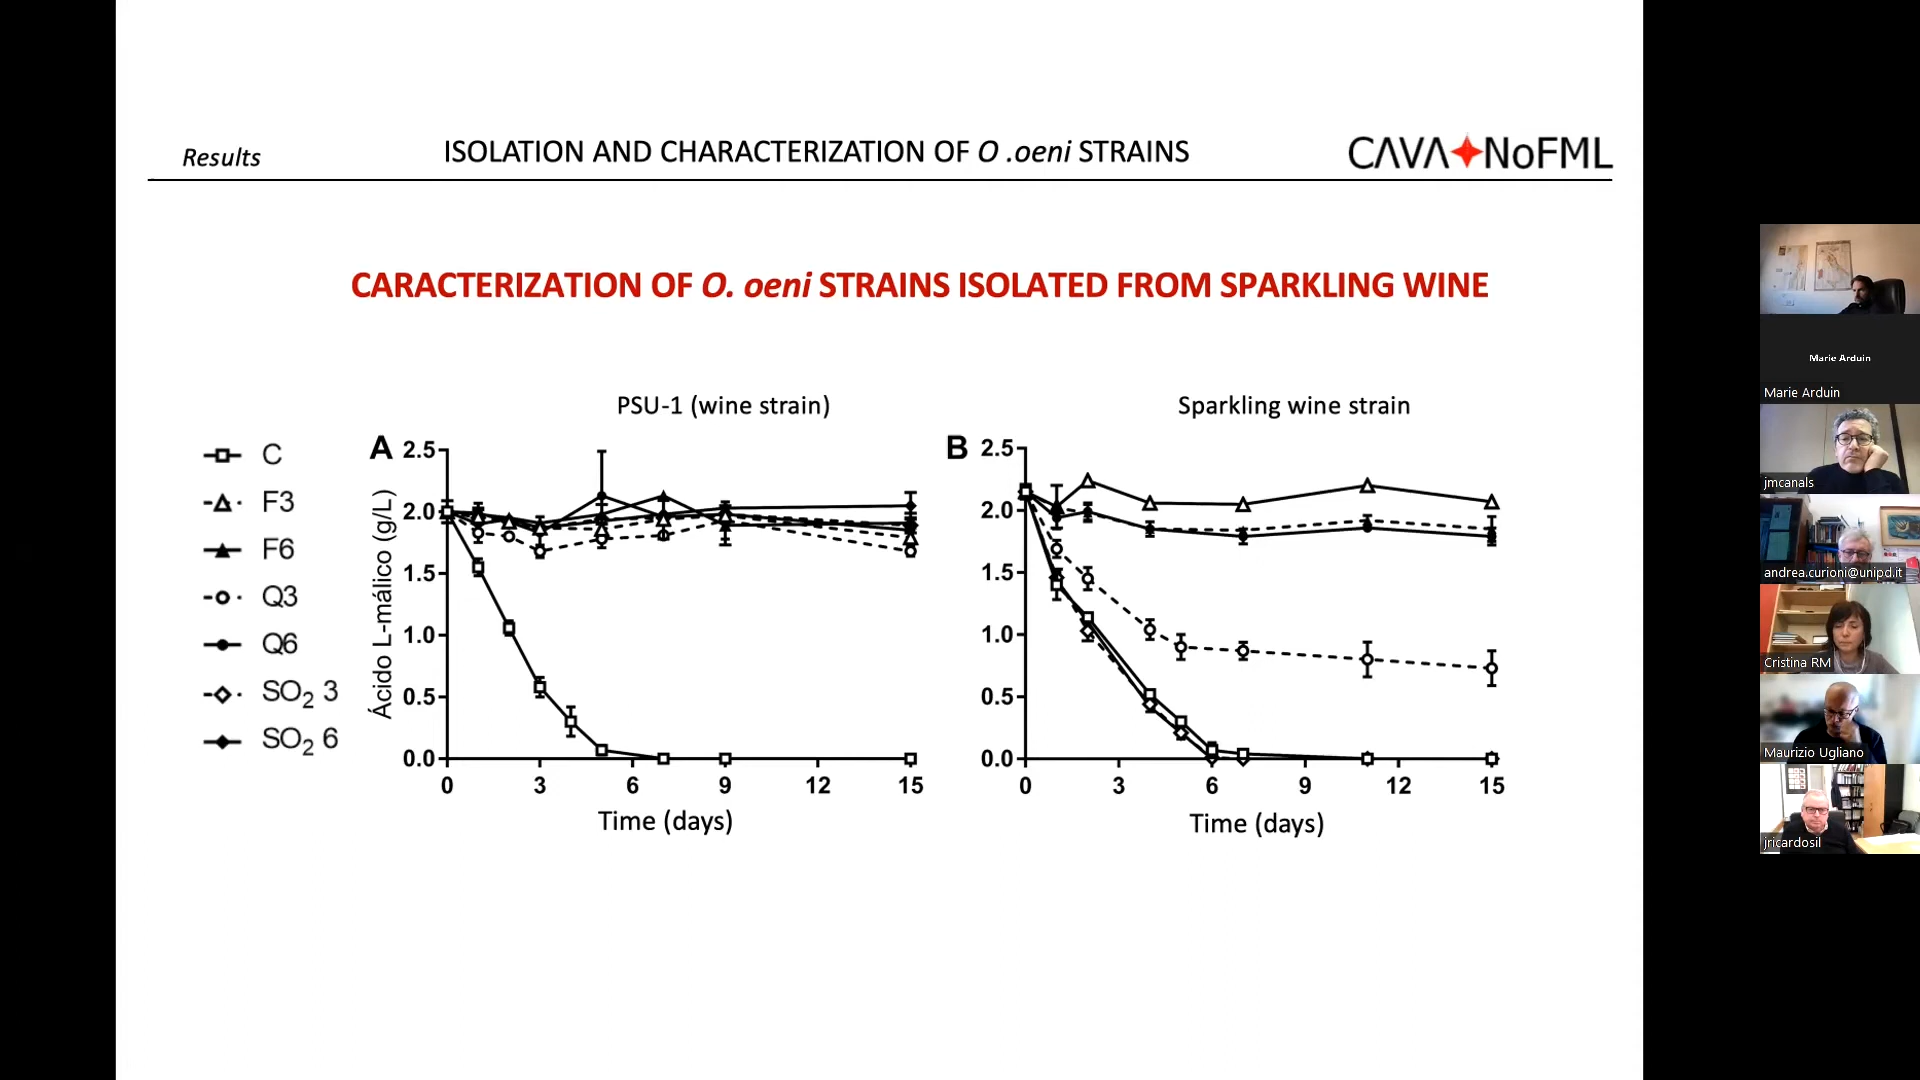 Results
ISOLATION AND CHARACTERIZATION OF O .oeni STRAINS
CΛVΛ NoFML
CARACTERIZATION OF O. oeni STRAINS ISOLATED FROM SPARKLING WINE
C
F3
F6
Q3
Q6
SO2 3
SO2 6
PSU-1 (wine strain)
A
2.5
2.0
1.5
1.0
0.5
0.0
Ácido L-málico (g/L)
0 3 6 9 12 15
Time (days)
Sparkling wine strain
B
2.5
2.0
1.5
1.0
0.5
0.0
0 3 6 9 12 15
Time (days)
Marie Arduin
Marie Arduin
jmcanals
andrea.curioni@unipd.it
Cristina RM
Maurizio Ugliano
jricardosil